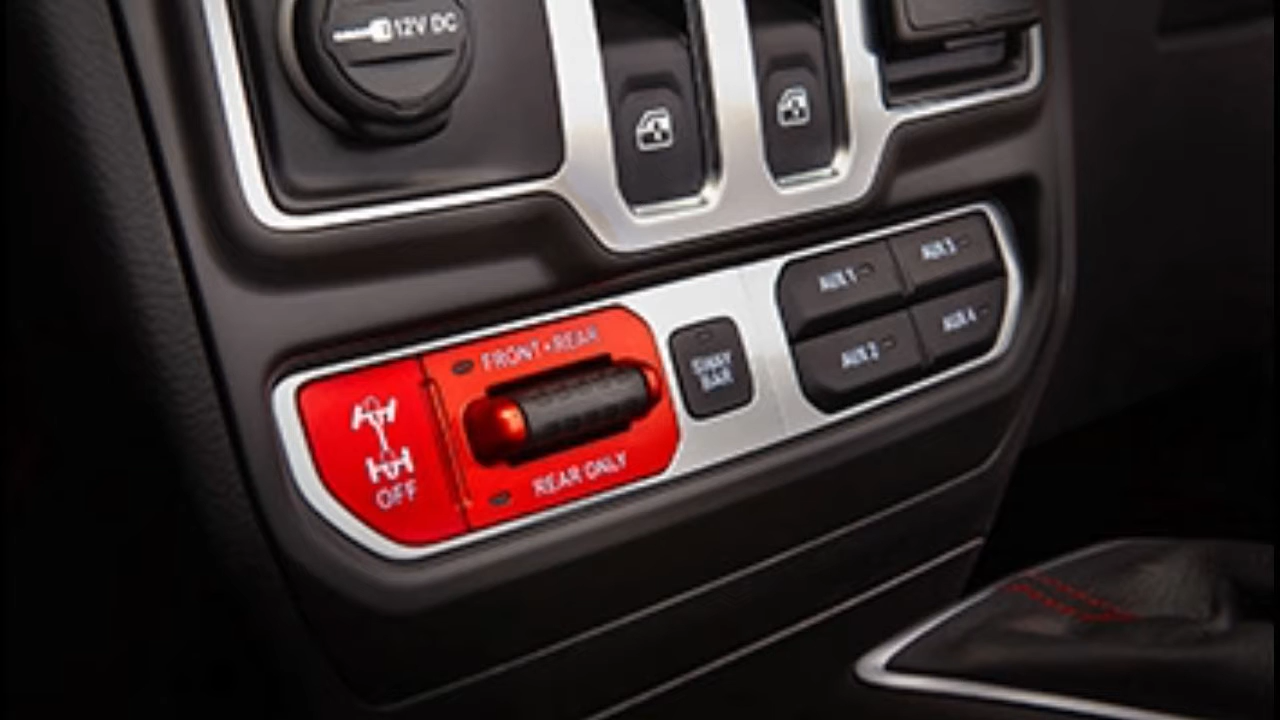 12V DC
AUX 1
AUX 3
AUX 2
AUX 4
SWAY
BAR
FRONT+REAR
REAR ONLY
OFF